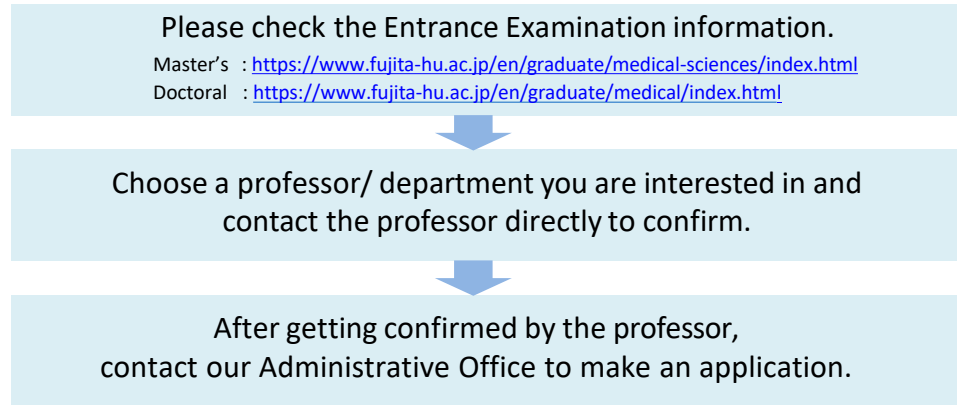 Please check the Entrance Examination information.
Master's : https://www.fujita-hu.ac.jp/en/graduate/medical-sciences/index.html
Doctoral : https://www.fujita-hu.ac.jp/en/graduate/medical/index.html
Choose a professor/ department you are interested in and
contact the professor directly to confirm.
After getting confirmed by the professor,
contact our Administrative Office to make an application.